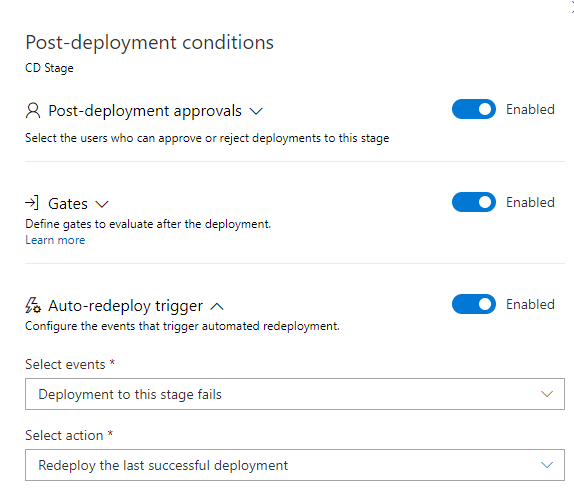 Post-deployment conditions
CD Stage
Post-deployment approvals
Enabled
Select the users who can approve or reject deployments to this stage
Gates
Enabled
Define gates to evaluate after the deployment.
Learn more
Auto-redeploy trigger
Enabled
Configure the events that trigger automated redeployment.
Select events *
Deployment to this stage fails
Select action *
Redeploy the last successful deployment